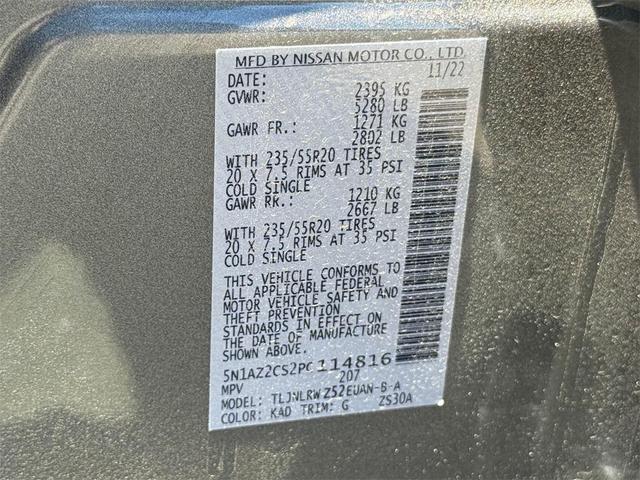 MFD BY NISSAN MOTOR CO., LTD.
DATE: 11/22
GVWR: 2395 KG
5280 LB
GAWR FR.: 1271 KG
2802 LB
WITH 235/55R20 TIRES
20 X 7.5 RIMS AT 35 PSI
COLD SINGLE
GAWR RR.: 1210 KG
2667 LB
WITH 235/55R20 TIRES
20 X 7.5 RIMS AT 35 PSI
COLD SINGLE
THIS VEHICLE CONFORMS TO
ALL APPLICABLE FEDERAL
MOTOR VEHICLE SAFETY AND
THEFT PREVENTION
STANDARDS IN EFFECT ON
THE DATE OF MANUFACTURE
SHOWN ABOVE.
5N1AZ2CS2PC114816
MPV 207
MODEL: TLJNLRWZS2EUAN-B-A
COLOR: KAD TRIM: G ZS30A